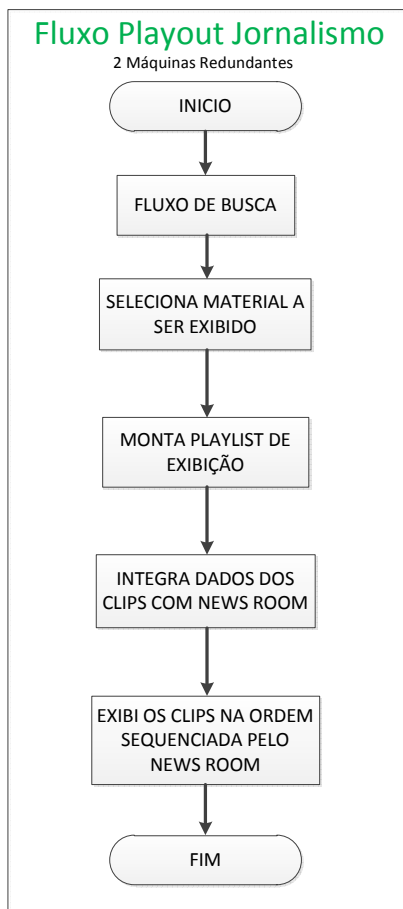 Fluxo Playout Jornalismo
2 Máquinas Redundantes
INICIO
FLUXO DE BUSCA
SELECIONA MATERIAL A
SER EXIBIDO
MONTA PLAYLIST DE
EXIBIÇÃO
INTEGRA DADOS DOS
CLIPS COM NEWS ROOM
EXIBI OS CLIPS NA ORDEM
SEQUENCIADA PELO
NEWS ROOM
FIM